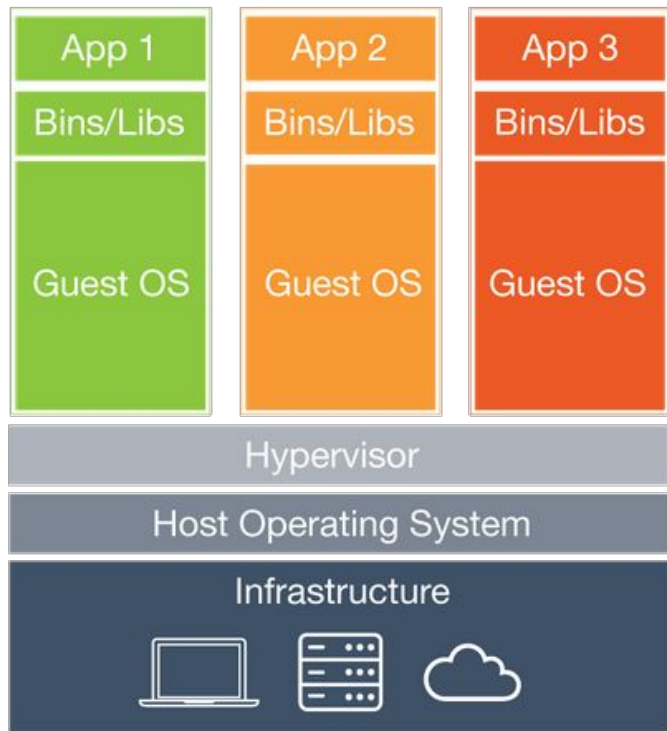 App 1
App 2
App 3
Bins/Libs
Bins/Libs
Bins/Libs
Guest OS
Guest OS
Guest OS
Hypervisor
Host Operating System
Infrastructure